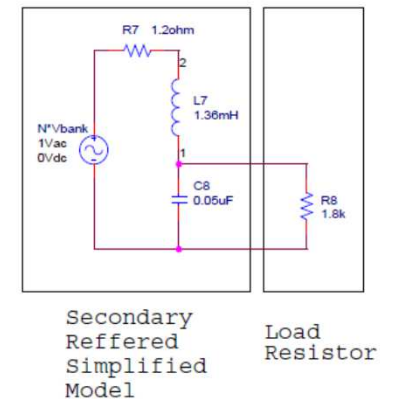 R7 1.2ohm
2
L7
1.36mH
N*Vbank
1Vac
0Vdc
1
C8
0.05uF
R8
1.8k
Secondary
Reffered
Simplified
Model
Load
Resistor